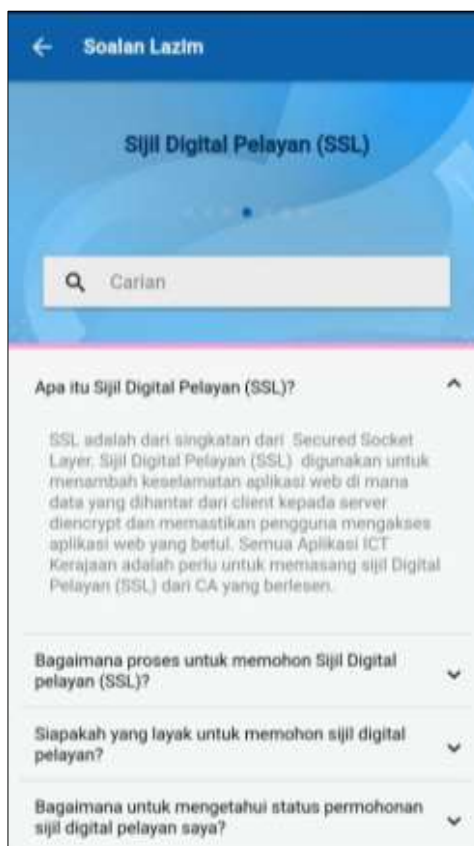 Soalan Lazim
Sijil Digital Pelayan (SSL)
Carian
Apa itu Sijil Digital Pelayan (SSL)?
SSL adalah dari singkatan dari Secured Socket
Layer. Sijil Digital Pelayan (SSL) digunakan untuk
menambah keselamatan aplikasi web di mana
data yang dihantar dari client kepada server
diencrypt dan memastikan pengguna mengakses
aplikasi web yang betul. Semua Aplikasi ICT
Kerajaan adalah perlu untuk memasang sijil Digital
Pelayan (SSL) dari CA yang berlesen.
Bagaimana proses untuk memohon Sijil Digital
pelayan (SSL)?
Siapakah yang layak untuk memohon sijil digital
pelayan?
Bagaimana untuk mengetahui status permohonan
sijil digital pelayan saya?